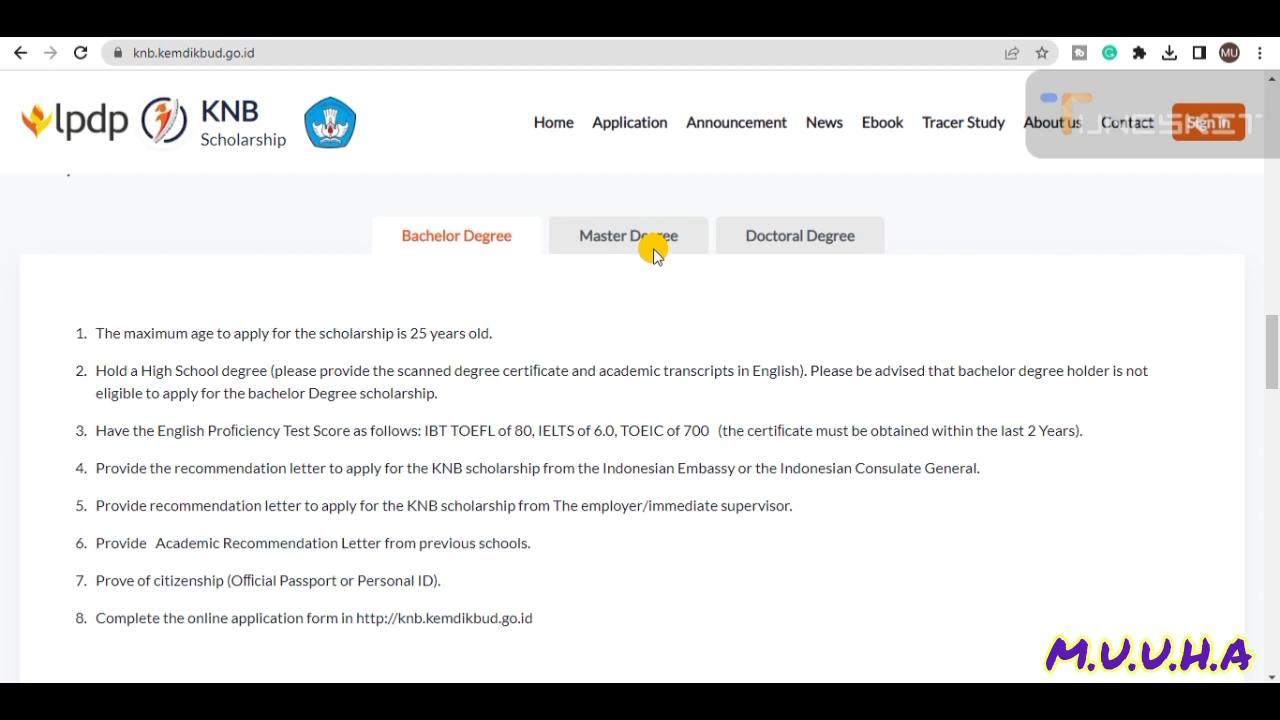 knb.kemdikbud.go.id
MU
lpdp
KNB
Scholarship
Home Application Announcement News Ebook Tracer Study About us Contact Sign in
TUNESKIT
Bachelor Degree Master Degree Doctoral Degree
1. The maximum age to apply for the scholarship is 25 years old.
2. Hold a High School degree (please provide the scanned degree certificate and academic transcripts in English). Please be advised that bachelor degree holder is not
eligible to apply for the bachelor Degree scholarship.
3. Have the English Proficiency Test Score as follows: IBT TOEFL of 80, IELTS of 6.0, TOEIC of 700 (the certificate must be obtained within the last 2 Years).
4. Provide the recommendation letter to apply for the KNB scholarship from the Indonesian Embassy or the Indonesian Consulate General.
5. Provide recommendation letter to apply for the KNB scholarship from The employer/immediate supervisor.
6. Provide Academic Recommendation Letter from previous schools.
7. Prove of citizenship (Official Passport or Personal ID).
8. Complete the online application form in http://knb.kemdikbud.go.id
M.U.U.H.A